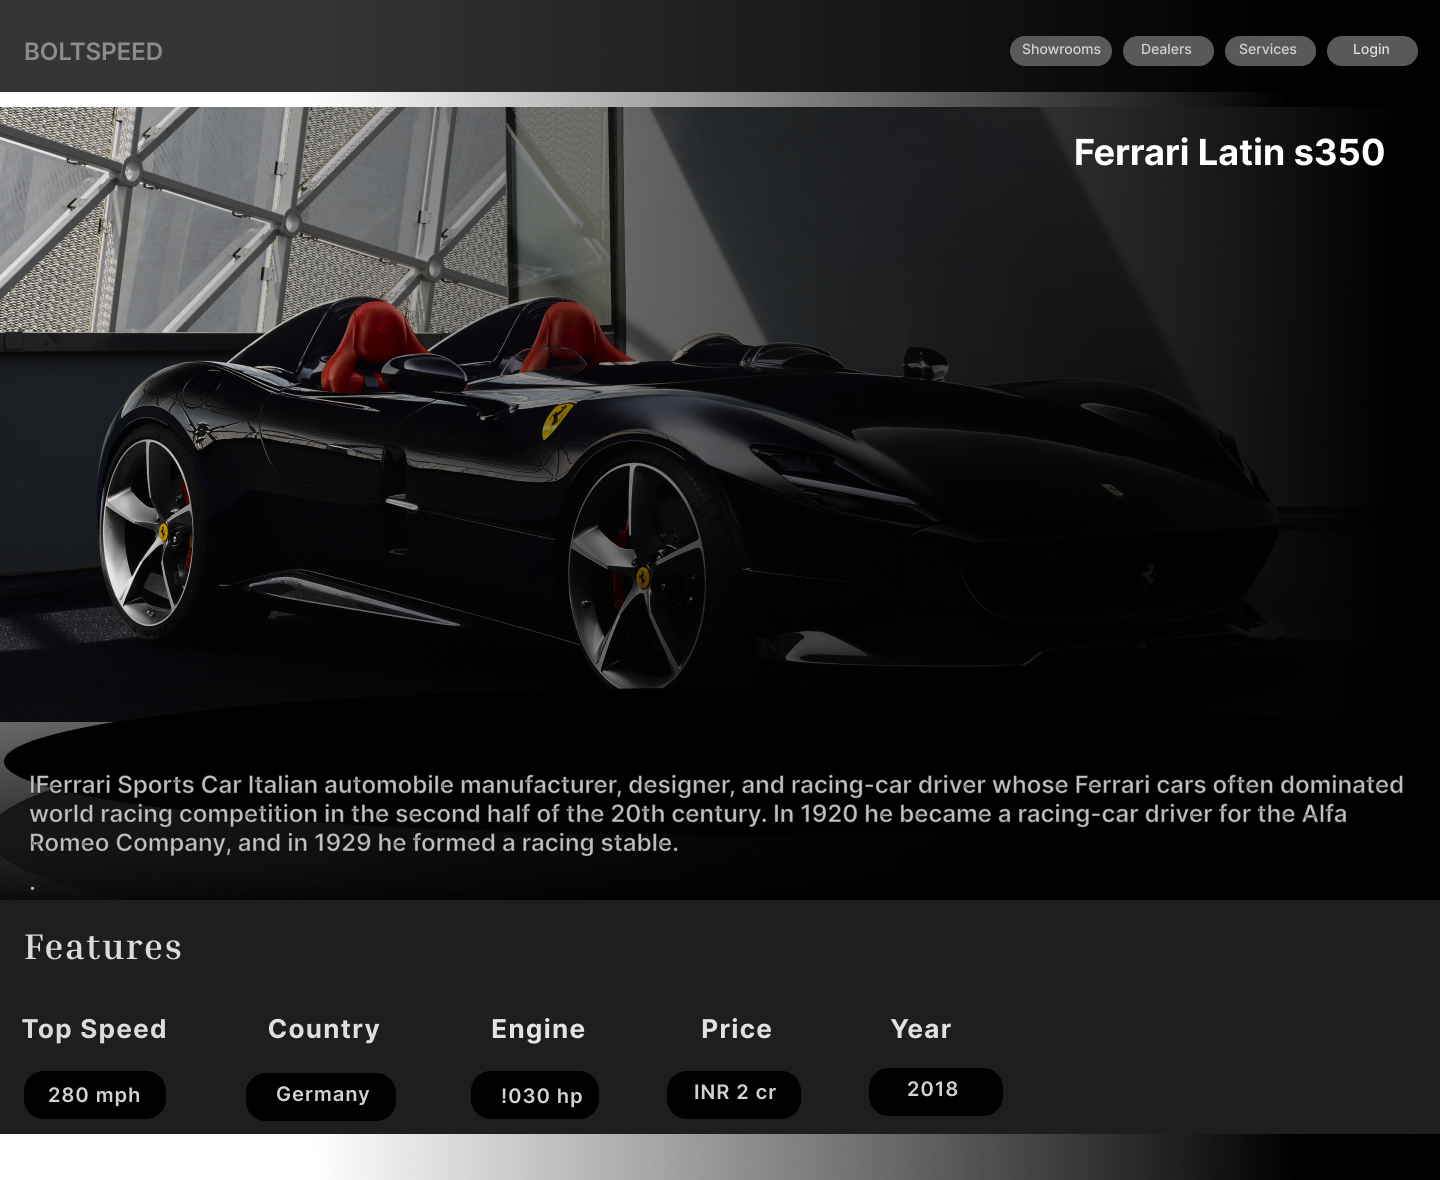 BOLTSPEED
Showrooms Dealers Services Login
Ferrari Latin s350
lFerrari Sports Car Italian automobile manufacturer, designer, and racing-car driver whose Ferrari cars often dominated
world racing competition in the second half of the 20th century. In 1920 he became a racing-car driver for the Alfa
Romeo Company, and in 1929 he formed a racing stable.
.
Features
Top Speed Country Engine Price Year
280 mph Germany !030 hp INR 2 cr 2018